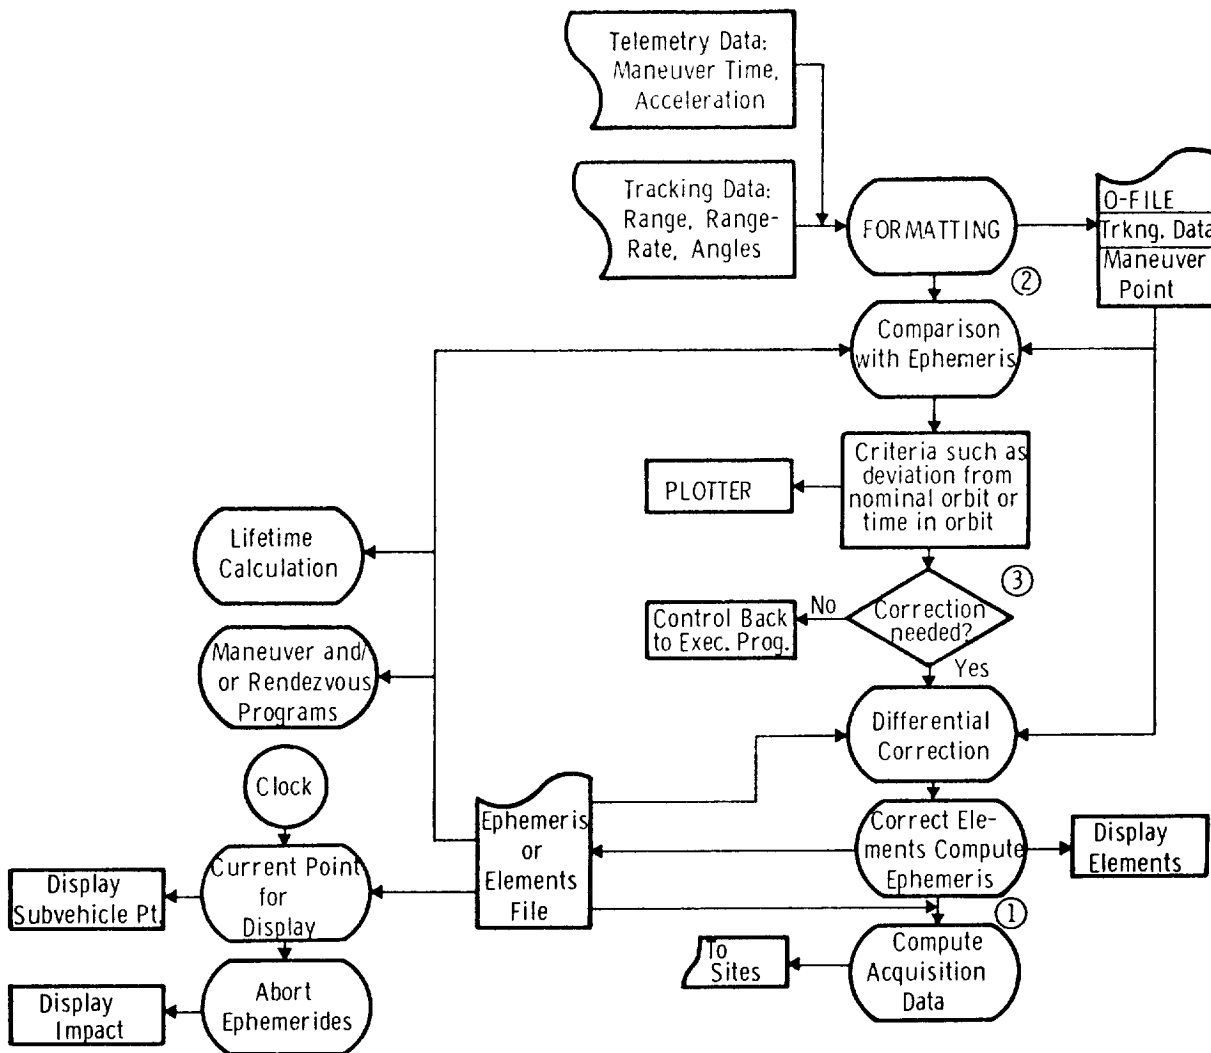 Telemetry Data:
Maneuver Time,
Acceleration
Tracking Data:
Range, Range-
Rate, Angles
FORMATTING
O-FILE
Trkng. Data
Maneuver
Point
②
Comparison
with Ephemeris
Criteria such as
deviation from
nominal orbit or
time in orbit
PLOTTER
Lifetime
Calculation
③
Correction
needed?
No
Control Back
to Exec. Prog.
Yes
Maneuver and/
or Rendezvous
Programs
Differential
Correction
Clock
Ephemeris
or
Elements
File
Correct Ele-
ments Compute
Ephemeris
Display
Elements
Current Point
for
Display
Display
Subvehicle Pt.
①
Compute
Acquisition
Data
To
Sites
Abort
Ephemerides
Display
Impact